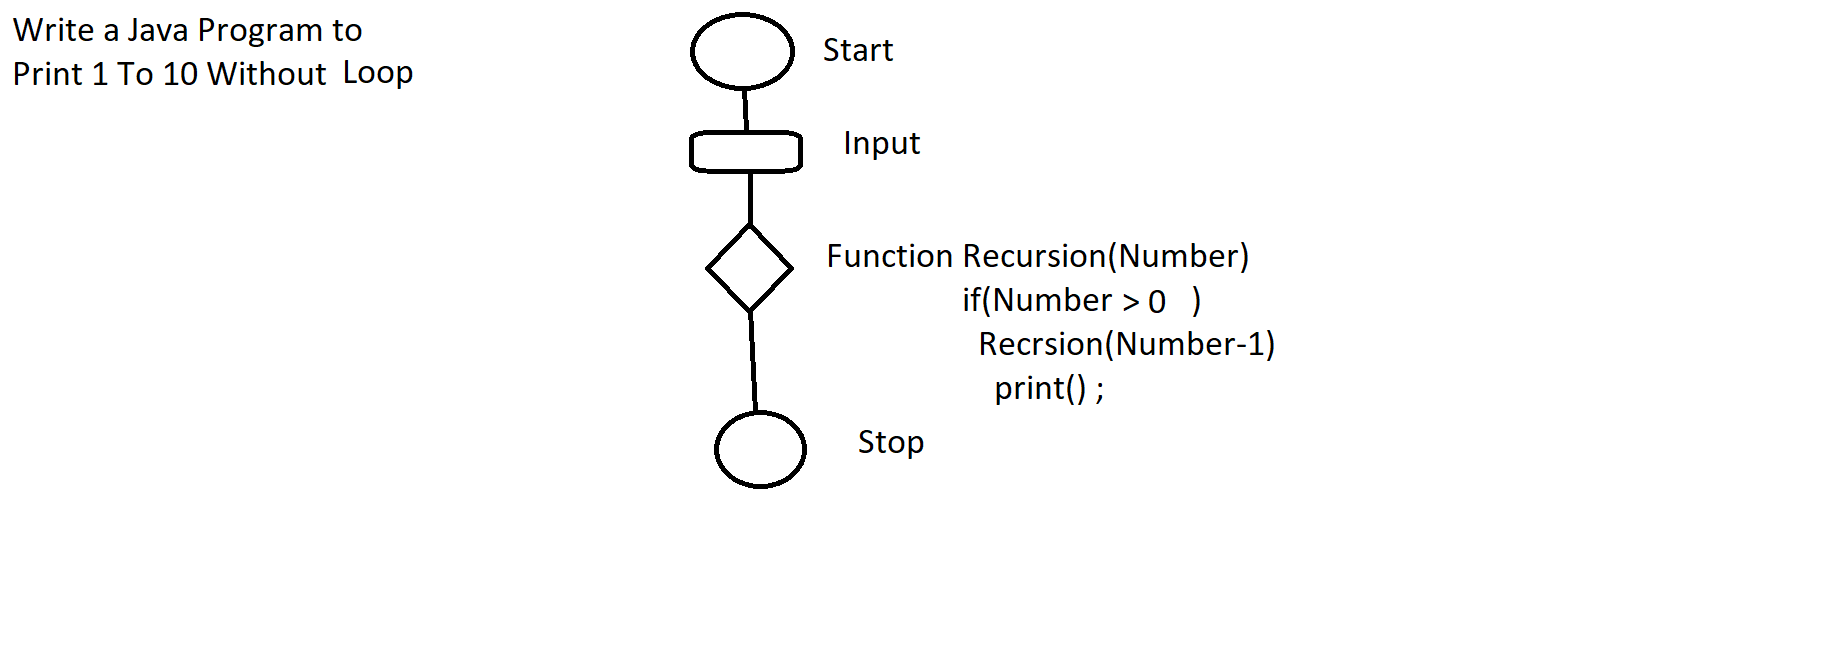 Write a Java Program to
Print 1 To 10 Without Loop
Start
Input
Function Recursion(Number)
if(Number > 0 )
Recrsion(Number-1)
print() ;
Stop